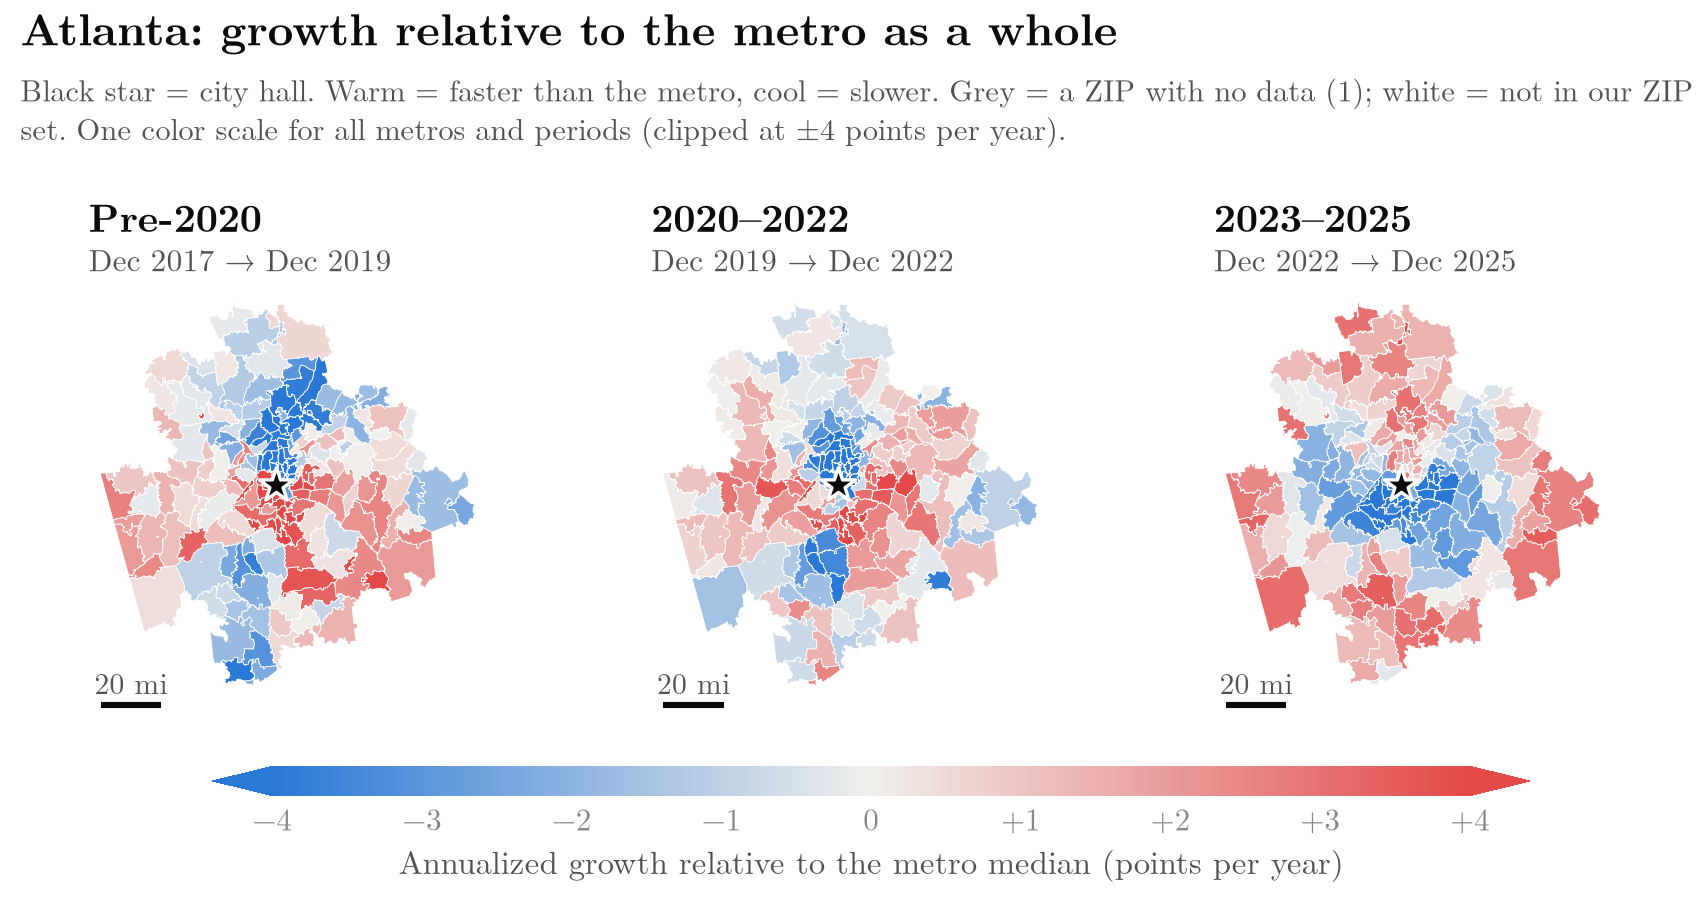 Atlanta: growth relative to the metro as a whole
Black star = city hall. Warm = faster than the metro, cool = slower. Grey = a ZIP with no data (1); white = not in our ZIP
set. One color scale for all metros and periods (clipped at ±4 points per year).
Pre-2020
Dec 2017 → Dec 2019
2020–2022
Dec 2019 → Dec 2022
2023–2025
Dec 2022 → Dec 2025
20 mi
20 mi
20 mi
−4 −3 −2 −1 0 +1 +2 +3 +4
Annualized growth relative to the metro median (points per year)